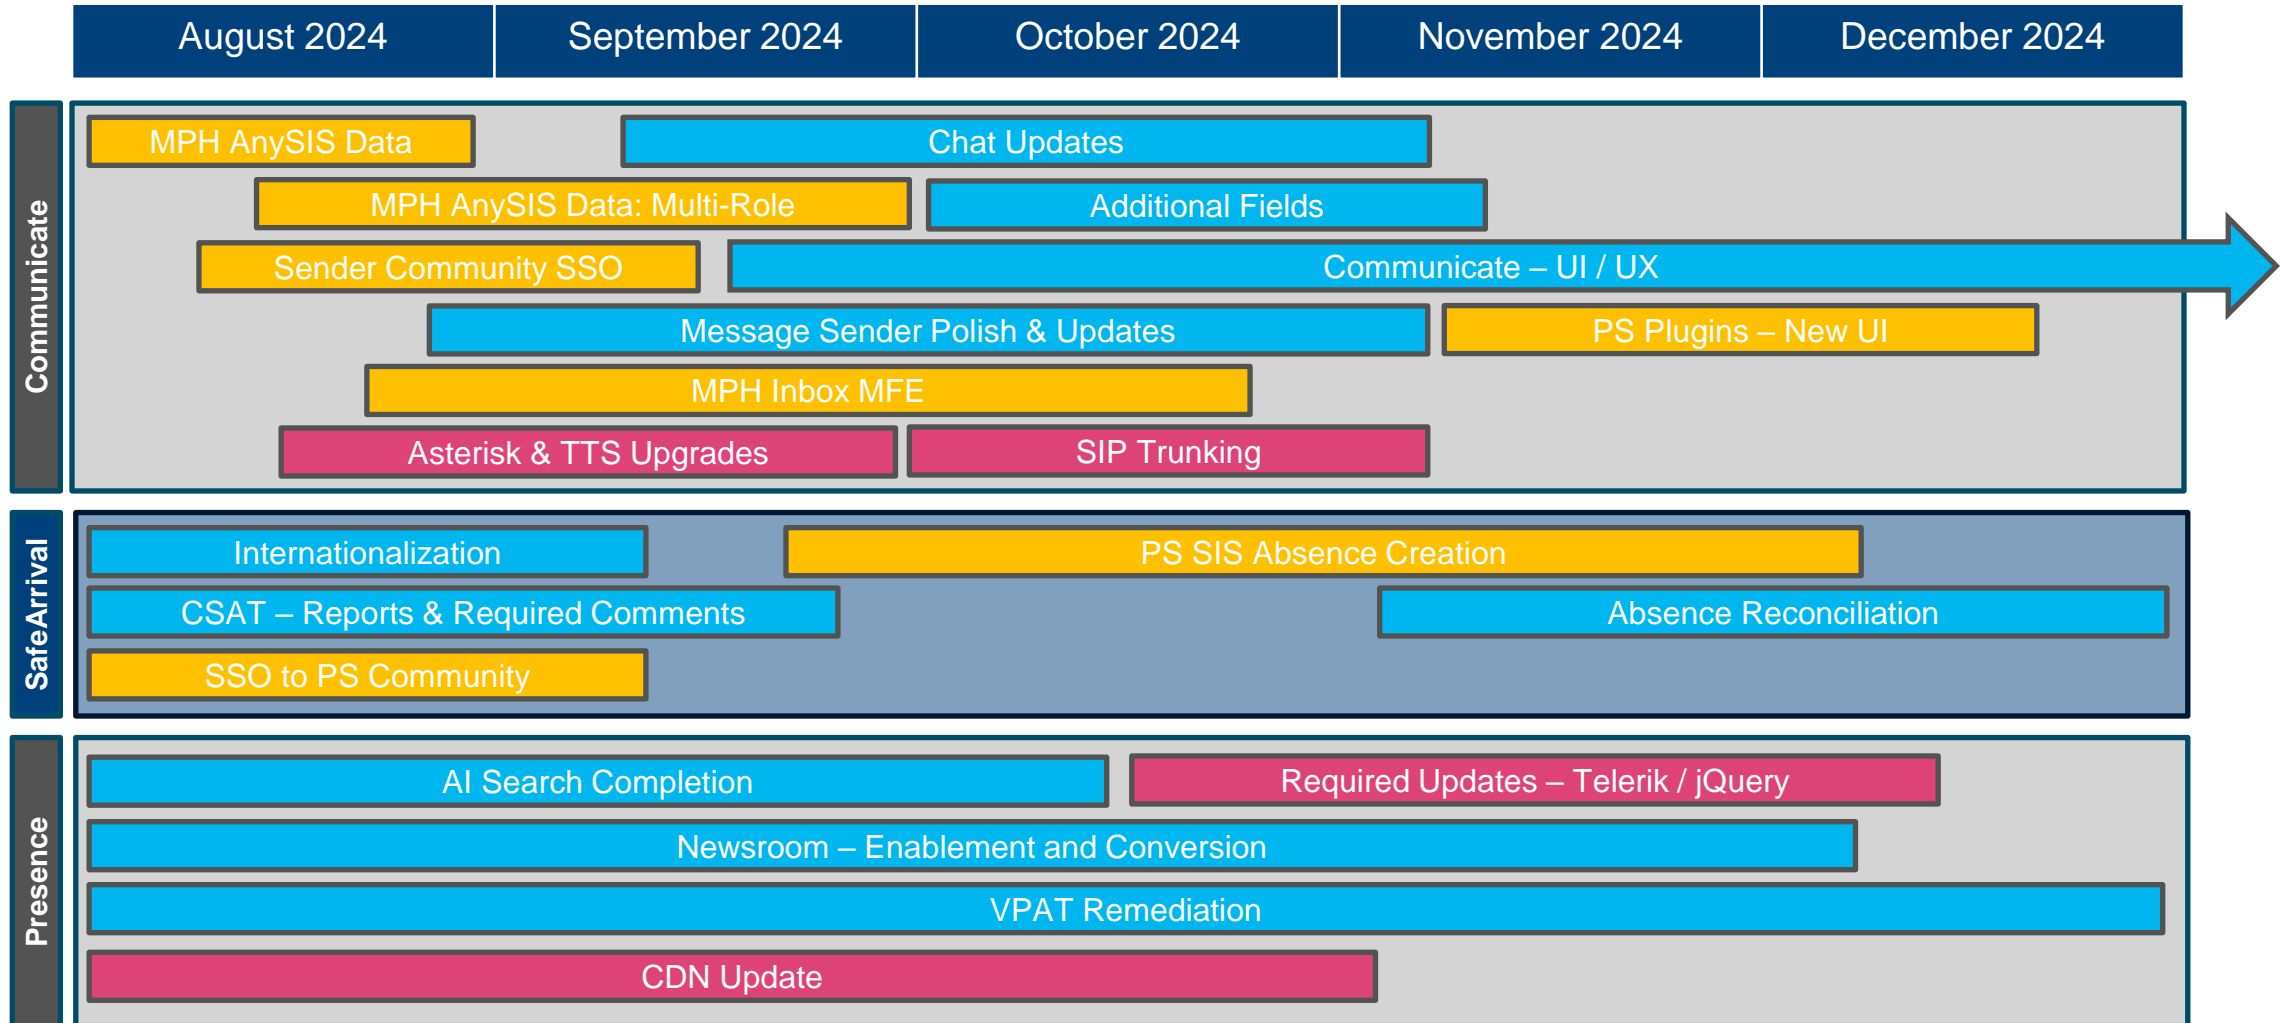 August 2024
September 2024
October 2024
November 2024
December 2024
Communicate
MPH AnySIS Data
Chat Updates
MPH AnySIS Data: Multi-Role
Additional Fields
Sender Community SSO
Communicate – UI / UX
Message Sender Polish & Updates
PS Plugins – New UI
MPH Inbox MFE
Asterisk & TTS Upgrades
SIP Trunking
SafeArrival
Internationalization
PS SIS Absence Creation
CSAT – Reports & Required Comments
Absence Reconciliation
SSO to PS Community
Presence
AI Search Completion
Required Updates – Telerik / jQuery
Newsroom – Enablement and Conversion
VPAT Remediation
CDN Update